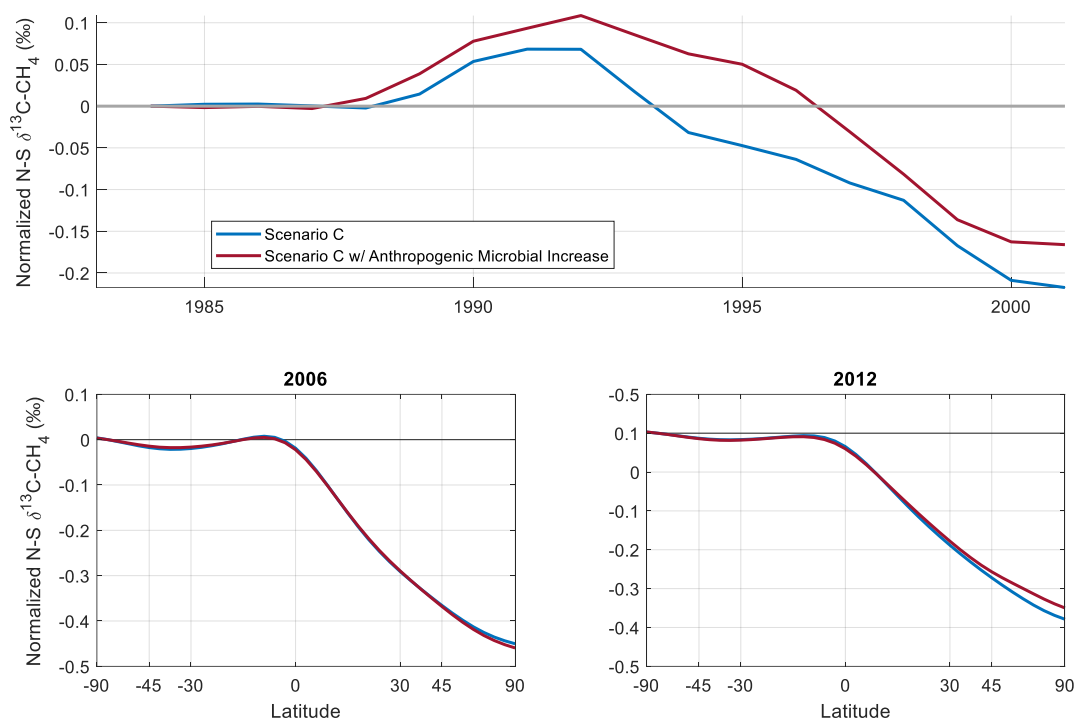 Normalized N-S δ13C-CH4 (‰)
0.1
0.05
0
-0.05
-0.1
-0.15
-0.2
Scenario C
Scenario C w/ Anthropogenic Microbial Increase
1985 1990 1995 2000
2006
Normalized N-S δ13C-CH4 (‰)
0.1
0
-0.1
-0.2
-0.3
-0.4
-0.5
-90 -45 -30 0 30 45 90
Latitude
2012
-0.5
0.1
0
-0.1
-0.2
-0.3
-0.4
-0.5
-90 -45 -30 0 30 45 90
Latitude